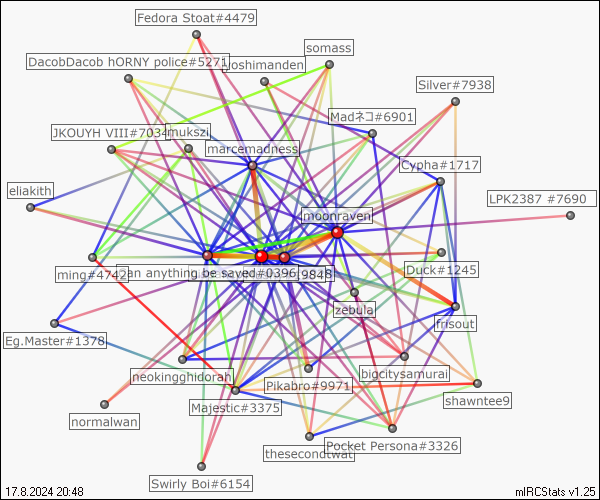 Fedora Stoat#4479
somass
DacobDacob hORNY police#5271
yoshimanden
Silver#7938
Madネコ#6901
JKOUYH VIII#7034
mukszi
marcemadness
Cypha#1717
eliakith
LPK2387 #7690
moonraven
ming#4742
an anything be sayed#0396
9848
Duck#1245
zebula
frisout
Eg.Master#1378
neokingghidorah
bigcitysamurai
Pikabro#9971
Majestic#3375
shawntee9
normalwan
thesecondtwat
Pocket Persona#3326
Swirly Boi#6154
17.8.2024 20:48
mIRCStats v1.25